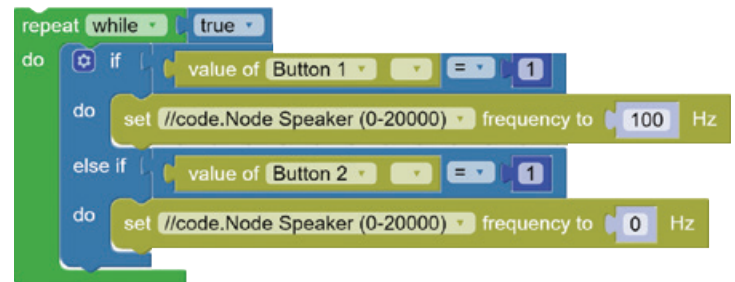 repeat while true
do if value of Button 1 = 1
do set //code.Node Speaker (0-20000) frequency to 100 Hz
else if value of Button 2 = 1
do set //code.Node Speaker (0-20000) frequency to 0 Hz